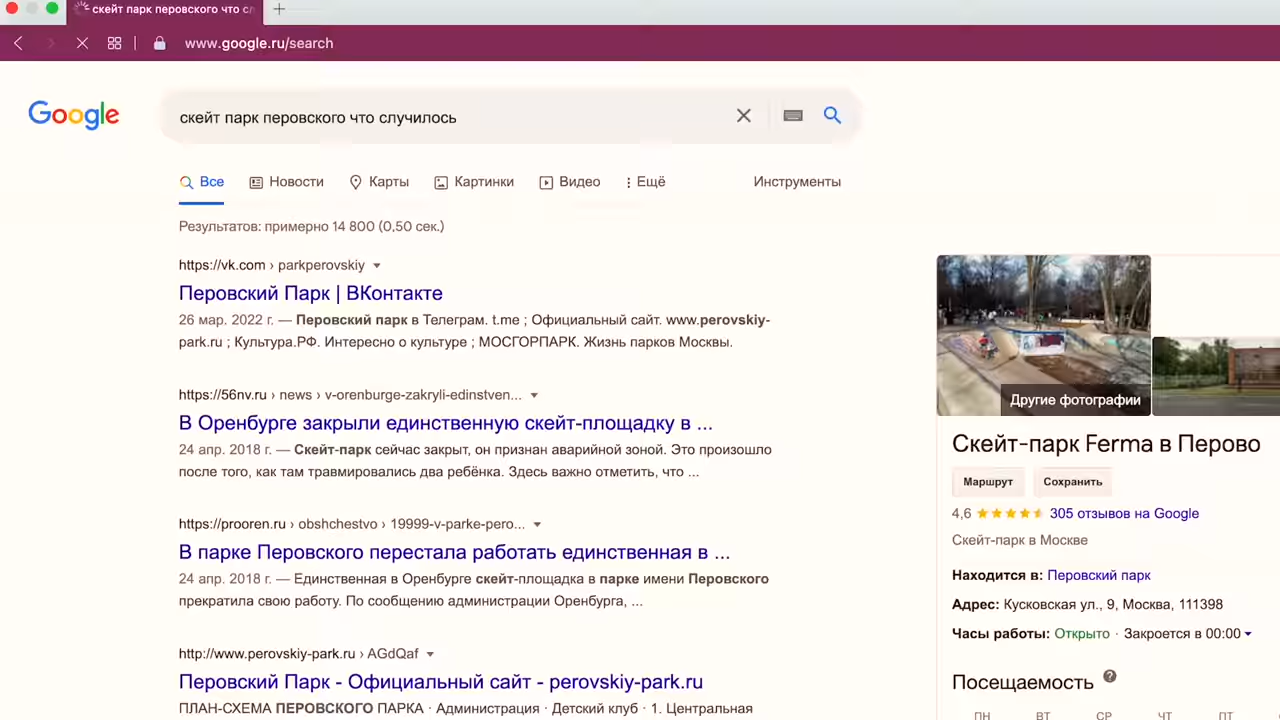 скейт парк перовского что сл
www.google.ru/search
Google
скейт парк перовского что случилось
Все
Новости
Карты
Картинки
Видео
Ещё
Инструменты
Результатов: примерно 14 800 (0,50 сек.)
https://vk.com › parkperovskiy
Перовский Парк | ВКонтакте
26 мар. 2022 г. — Перовский парк в Телеграм. t.me ; Официальный сайт. www.perovskiy-
park.ru ; Культура.РФ. Интересно о культуре ; МОСГОРПАРК. Жизнь парков Москвы.
https://56nv.ru › news › v-orenburge-zakryli-edinstven...
В Оренбурге закрыли единственную скейт-площадку в ...
24 апр. 2018 г. — Скейт-парк сейчас закрыт, он признан аварийной зоной. Это произошло
после того, как там травмировались два ребёнка. Здесь важно отметить, что ...
https://prooren.ru › obshchestvo › 19999-v-parke-pero...
В парке Перовского перестала работать единственная в ...
24 апр. 2018 г. — Единственная в Оренбурге скейт-площадка в парке имени Перовского
прекратила свою работу. По сообщению администрации Оренбурга, ...
http://www.perovskiy-park.ru › AGdQaf
Перовский Парк - Официальный сайт - perovskiy-park.ru
ПЛАН-СХЕМА ПЕРОВСКОГО ПАРКА · Администрация · Детский клуб · 1. Центральная
Другие фотографии
Скейт-парк Ferma в Перово
Маршрут
Сохранить
4,6 305 отзывов на Google
Скейт-парк в Москве
Находится в: Перовский парк
Адрес: Кусковская ул., 9, Москва, 111398
Часы работы: Открыто · Закроется в 00:00
Посещаемость
ПН ВТ СР ЧТ ПТ